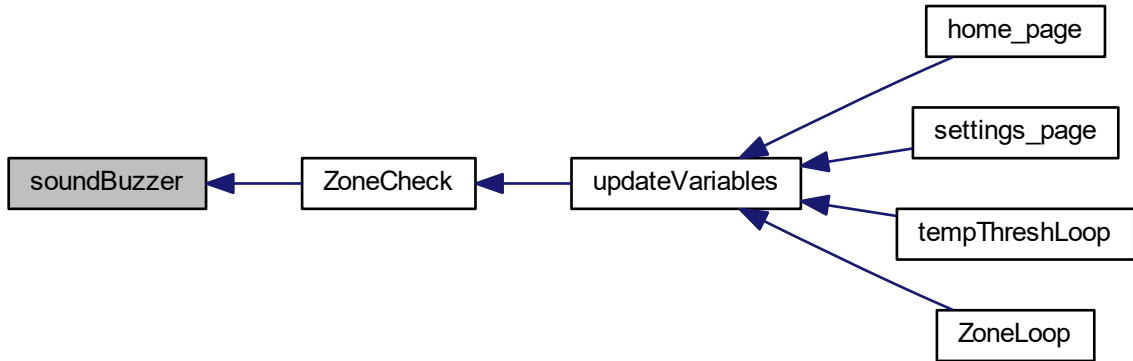 home_page
settings_page
soundBuzzer
ZoneCheck
updateVariables
tempThreshLoop
ZoneLoop